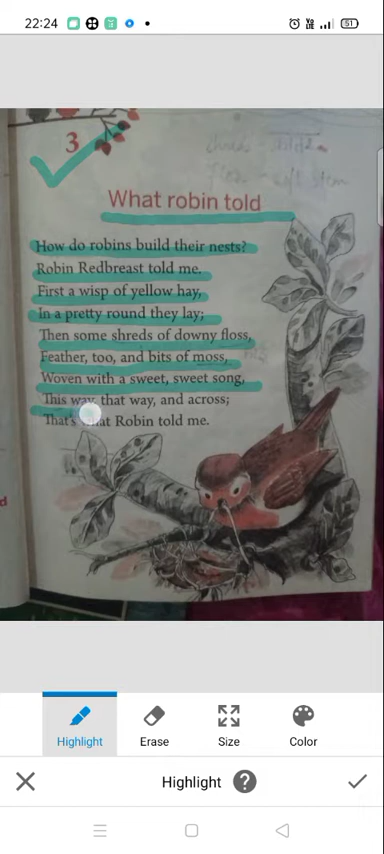 22:24
51
3
What robin told
How do robins build their nests?
Robin Redbreast told me.
First a wisp of yellow hay,
In a pretty round they lay;
Then some shreds of downy floss,
Feather, too, and bits of moss,
Woven with a sweet, sweet song,
This way, that way, and across;
That's what Robin told me.
d
Highlight
Erase
Size
Color
Highlight
?